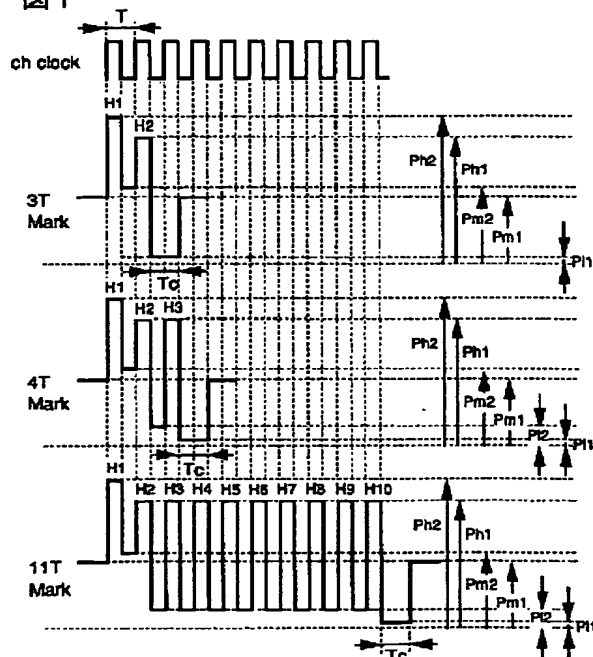 図 1
T
ch clock
H1
H2
Ph2
Ph1
3T
Mark
Pm2
Pm1
Pl1
Tc
H1
H2 H3
Ph2
Ph1
4T
Mark
Pm2
Pm1
Pl2
Pl1
Tc
H1
H2 H3 H4 H5 H6 H7 H8 H9 H10
Ph2
Ph1
11T
Mark
Pm2
Pm1
Pl2
Pl1
Tc